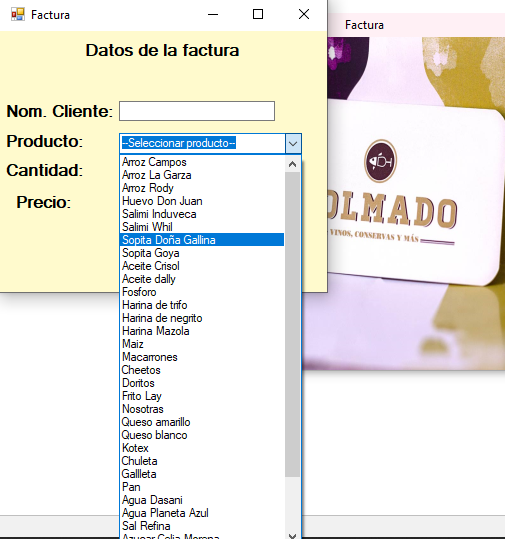 Factura
Factura
Datos de la factura
Nom. Cliente:
Producto:
--Seleccionar producto--
Cantidad:
Precio:
Arroz Campos
Arroz La Garza
Arroz Rody
Huevo Don Juan
Salimi Induveca
Salimi Whil
Sopita Doña Gallina
Sopita Goya
Aceite Crisol
Aceite dally
Fosforo
Harina de trifo
Harina de negrito
Harina Mazola
Maiz
Macarrones
Cheetos
Doritos
Frito Lay
Nosotras
Queso amarillo
Queso blanco
Kotex
Chuleta
Gallleta
Pan
Agua Dasani
Agua Planeta Azul
Sal Refina
Azucar Celia Morena
OLMADO
VINOS, CONSERVAS Y MÁS